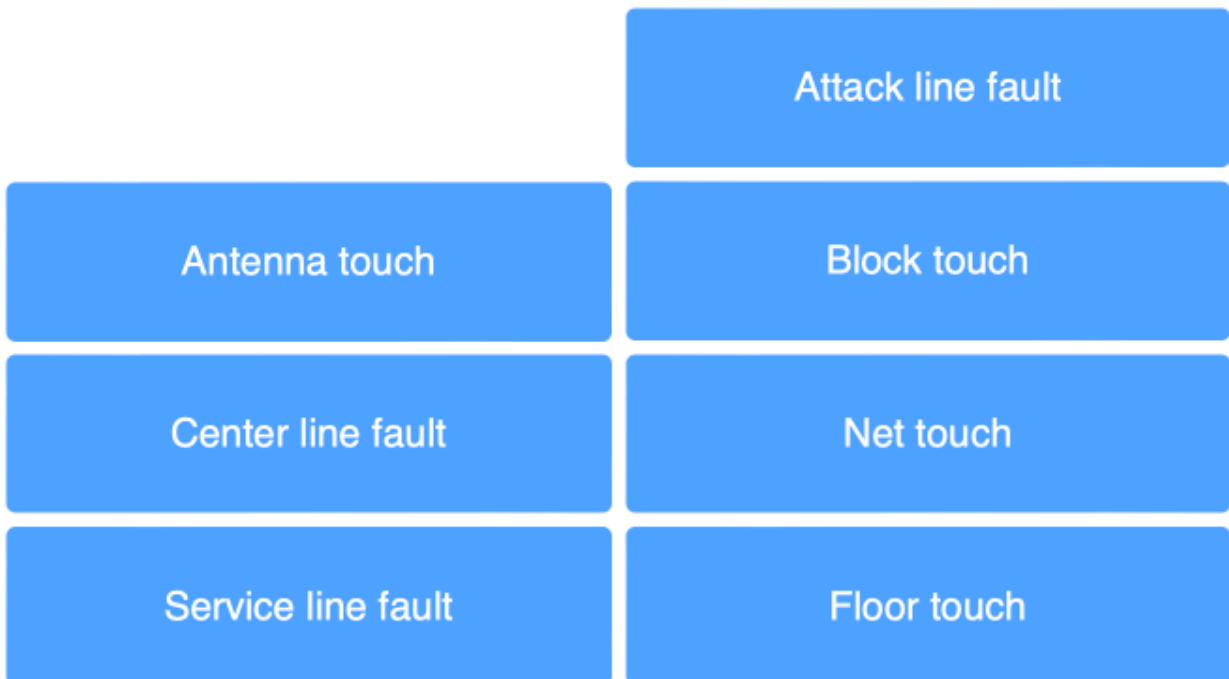 Attack line fault
Antenna touch
Block touch
Center line fault
Net touch
Service line fault
Floor touch